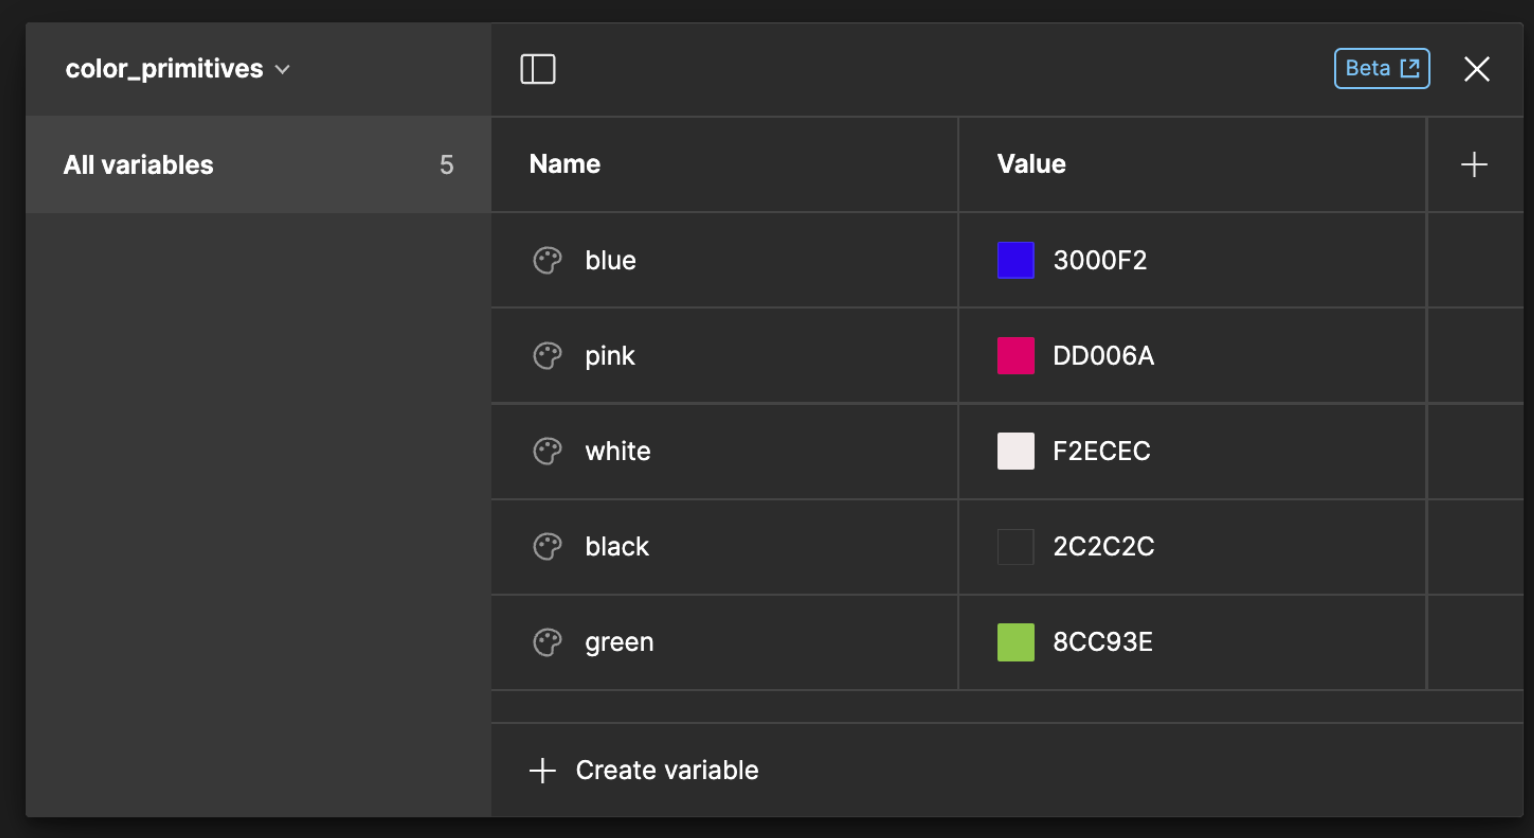 color_primitives
Beta
All variables 5
Name Value
blue 3000F2
pink DD006A
white F2ECEC
black 2C2C2C
green 8CC93E
Create variable